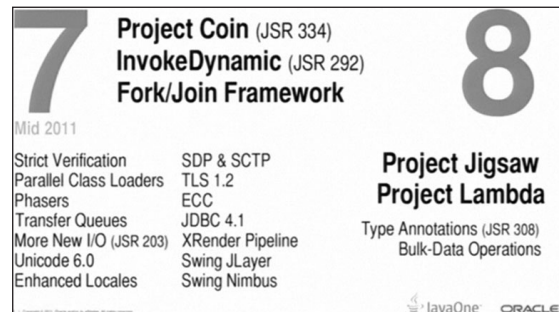 7
Project Coin (JSR 334)
InvokeDynamic (JSR 292)
Fork/Join Framework
Mid 2011
Strict Verification
Parallel Class Loaders
Phasers
Transfer Queues
More New I/O (JSR 203)
Unicode 6.0
Enhanced Locales
SDP & SCTP
TLS 1.2
ECC
JDBC 4.1
XRender Pipeline
Swing JLayer
Swing Nimbus
8
Project Jigsaw
Project Lambda
Type Annotations (JSR 308)
Bulk-Data Operations
JavaOne
ORACLE